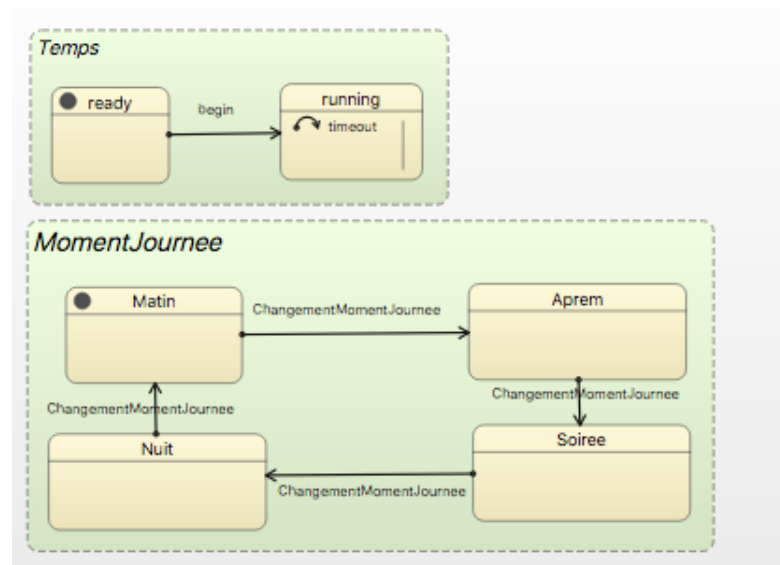 Temps
ready
begin
running
timeout
MomentJournee
Matin
ChangementMomentJournee
Aprem
ChangementMomentJournee
ChangementMomentJournee
Nuit
Soiree
ChangementMomentJournee